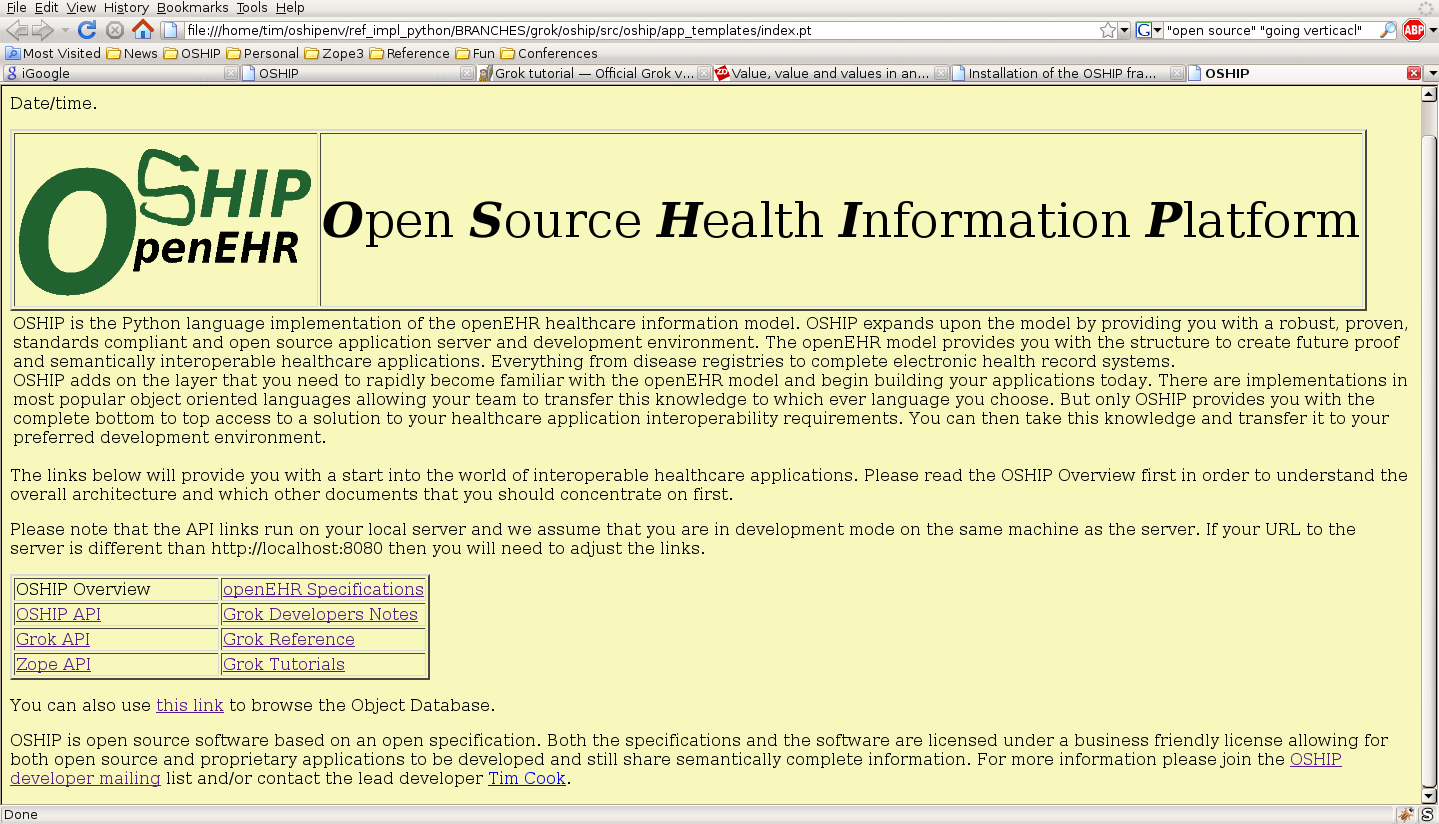 File Edit View History Bookmarks Tools Help
file:///home/tim/oshipenv/ref_impl_python/BRANCHES/grok/oship/src/oship/app_templates/index.pt
"open source" "going verticacl"
ABP
Most Visited News OSHIP Personal Zope3 Reference Fun Conferences
iGoogle OSHIP Grok tutorial — Official Grok v... Value, value and values in an... Installation of the OSHIP fra... OSHIP
Date/time.
OSHIP
OpenEHR
Open Source Health Information Platform
OSHIP is the Python language implementation of the openEHR healthcare information model. OSHIP expands upon the model by providing you with a robust, proven,
standards compliant and open source application server and development environment. The openEHR model provides you with the structure to create future proof
and semantically interoperable healthcare applications. Everything from disease registries to complete electronic health record systems.
OSHIP adds on the layer that you need to rapidly become familiar with the openEHR model and begin building your applications today. There are implementations in
most popular object oriented languages allowing your team to transfer this knowledge to which ever language you choose. But only OSHIP provides you with the
complete bottom to top access to a solution to your healthcare application interoperability requirements. You can then take this knowledge and transfer it to your
preferred development environment.
The links below will provide you with a start into the world of interoperable healthcare applications. Please read the OSHIP Overview first in order to understand the
overall architecture and which other documents that you should concentrate on first.
Please note that the API links run on your local server and we assume that you are in development mode on the same machine as the server. If your URL to the
server is different than http://localhost:8080 then you will need to adjust the links.
OSHIP Overview openEHR Specifications
OSHIP API Grok Developers Notes
Grok API Grok Reference
Zope API Grok Tutorials
You can also use this link to browse the Object Database.
OSHIP is open source software based on an open specification. Both the specifications and the software are licensed under a business friendly license allowing for
both open source and proprietary applications to be developed and still share semantically complete information. For more information please join the OSHIP
developer mailing list and/or contact the lead developer Tim Cook.
Done